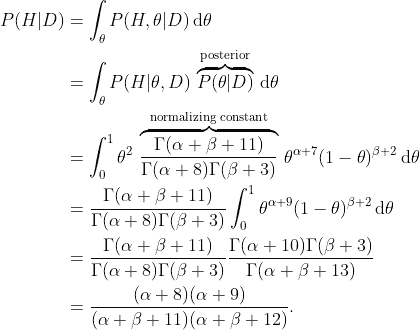 P(H|D) = ∫_θ P(H, θ|D) dθ
posterior
= ∫_θ P(H|θ, D) P(θ|D) dθ
normalizing constant
= ∫_0^1 θ^2 Γ(α + β + 11) / Γ(α + 8)Γ(β + 3) θ^{α+7}(1 − θ)^{β+2} dθ
= Γ(α + β + 11) / Γ(α + 8)Γ(β + 3) ∫_0^1 θ^{α+9}(1 − θ)^{β+2} dθ
= Γ(α + β + 11) / Γ(α + 8)Γ(β + 3) Γ(α + 10)Γ(β + 3) / Γ(α + β + 13)
= (α + 8)(α + 9) / (α + β + 11)(α + β + 12).